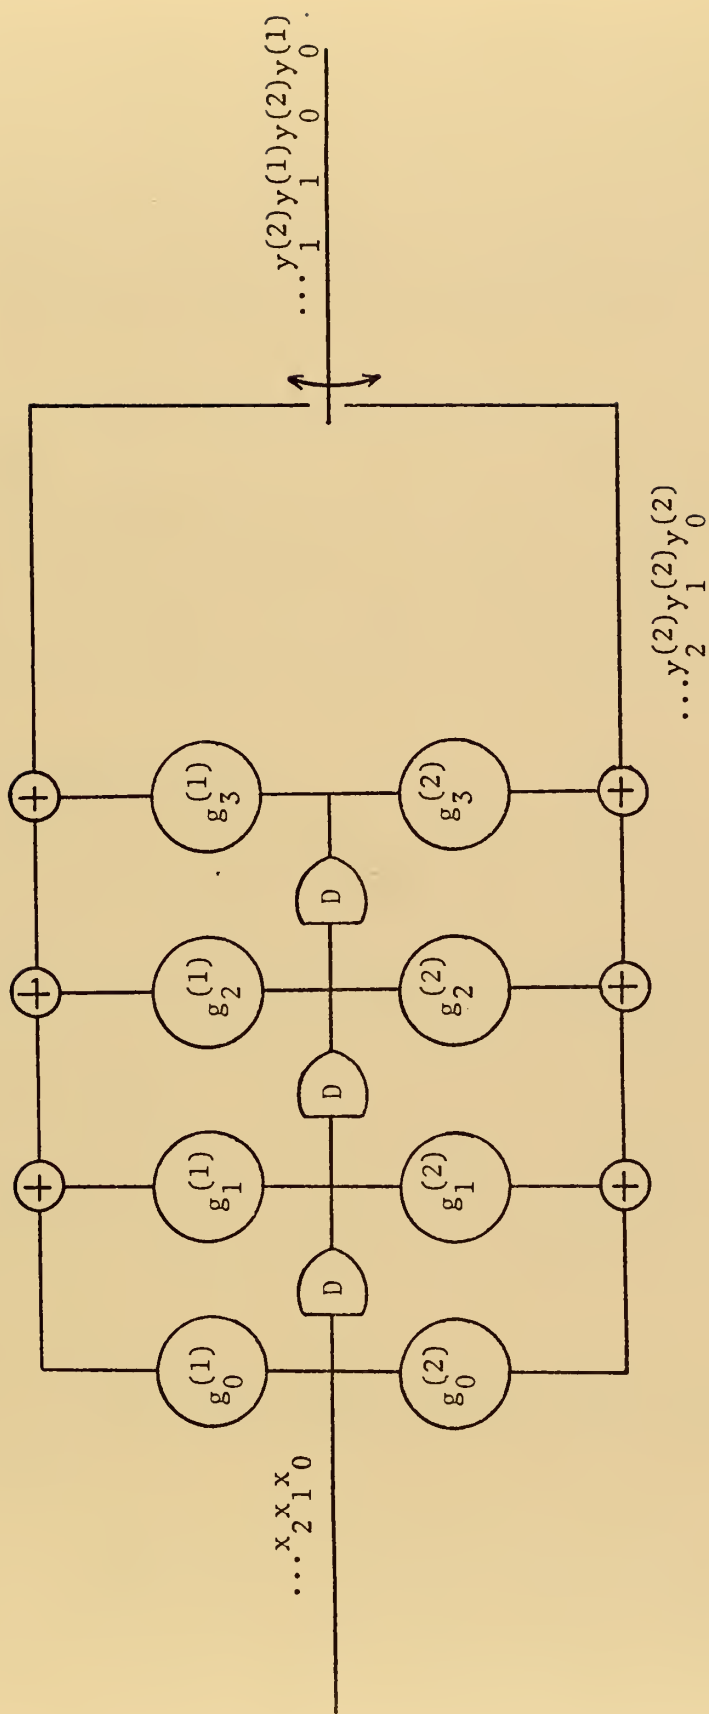 ...x₂x₁x₀
g₀⁽¹⁾
g₁⁽¹⁾
g₂⁽¹⁾
g₃⁽¹⁾
+
+
+
D
D
D
g₀⁽²⁾
g₁⁽²⁾
g₂⁽²⁾
g₃⁽²⁾
+
+
+
...y₁⁽²⁾y₁⁽¹⁾y₀⁽²⁾y₀⁽¹⁾
....y₂⁽²⁾y₁⁽²⁾y₀⁽²⁾